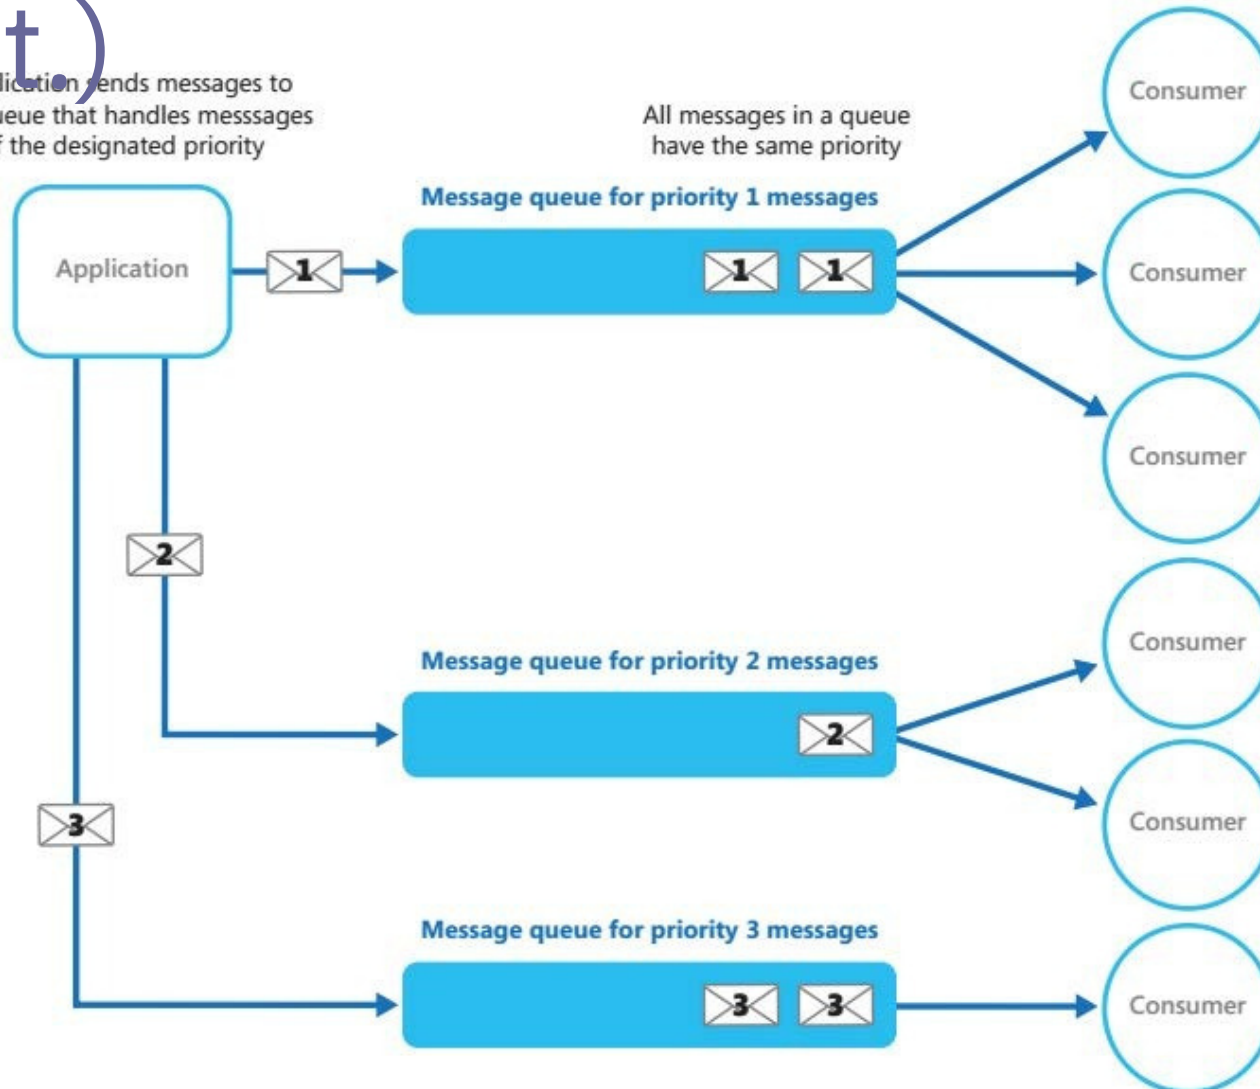 t.)
lication sends messages to
ueue that handles messsages
f the designated priority
All messages in a queue
have the same priority
Message queue for priority 1 messages
Application
1
1
1
Consumer
Consumer
Consumer
2
Message queue for priority 2 messages
2
Consumer
Consumer
3
Message queue for priority 3 messages
3
3
Consumer